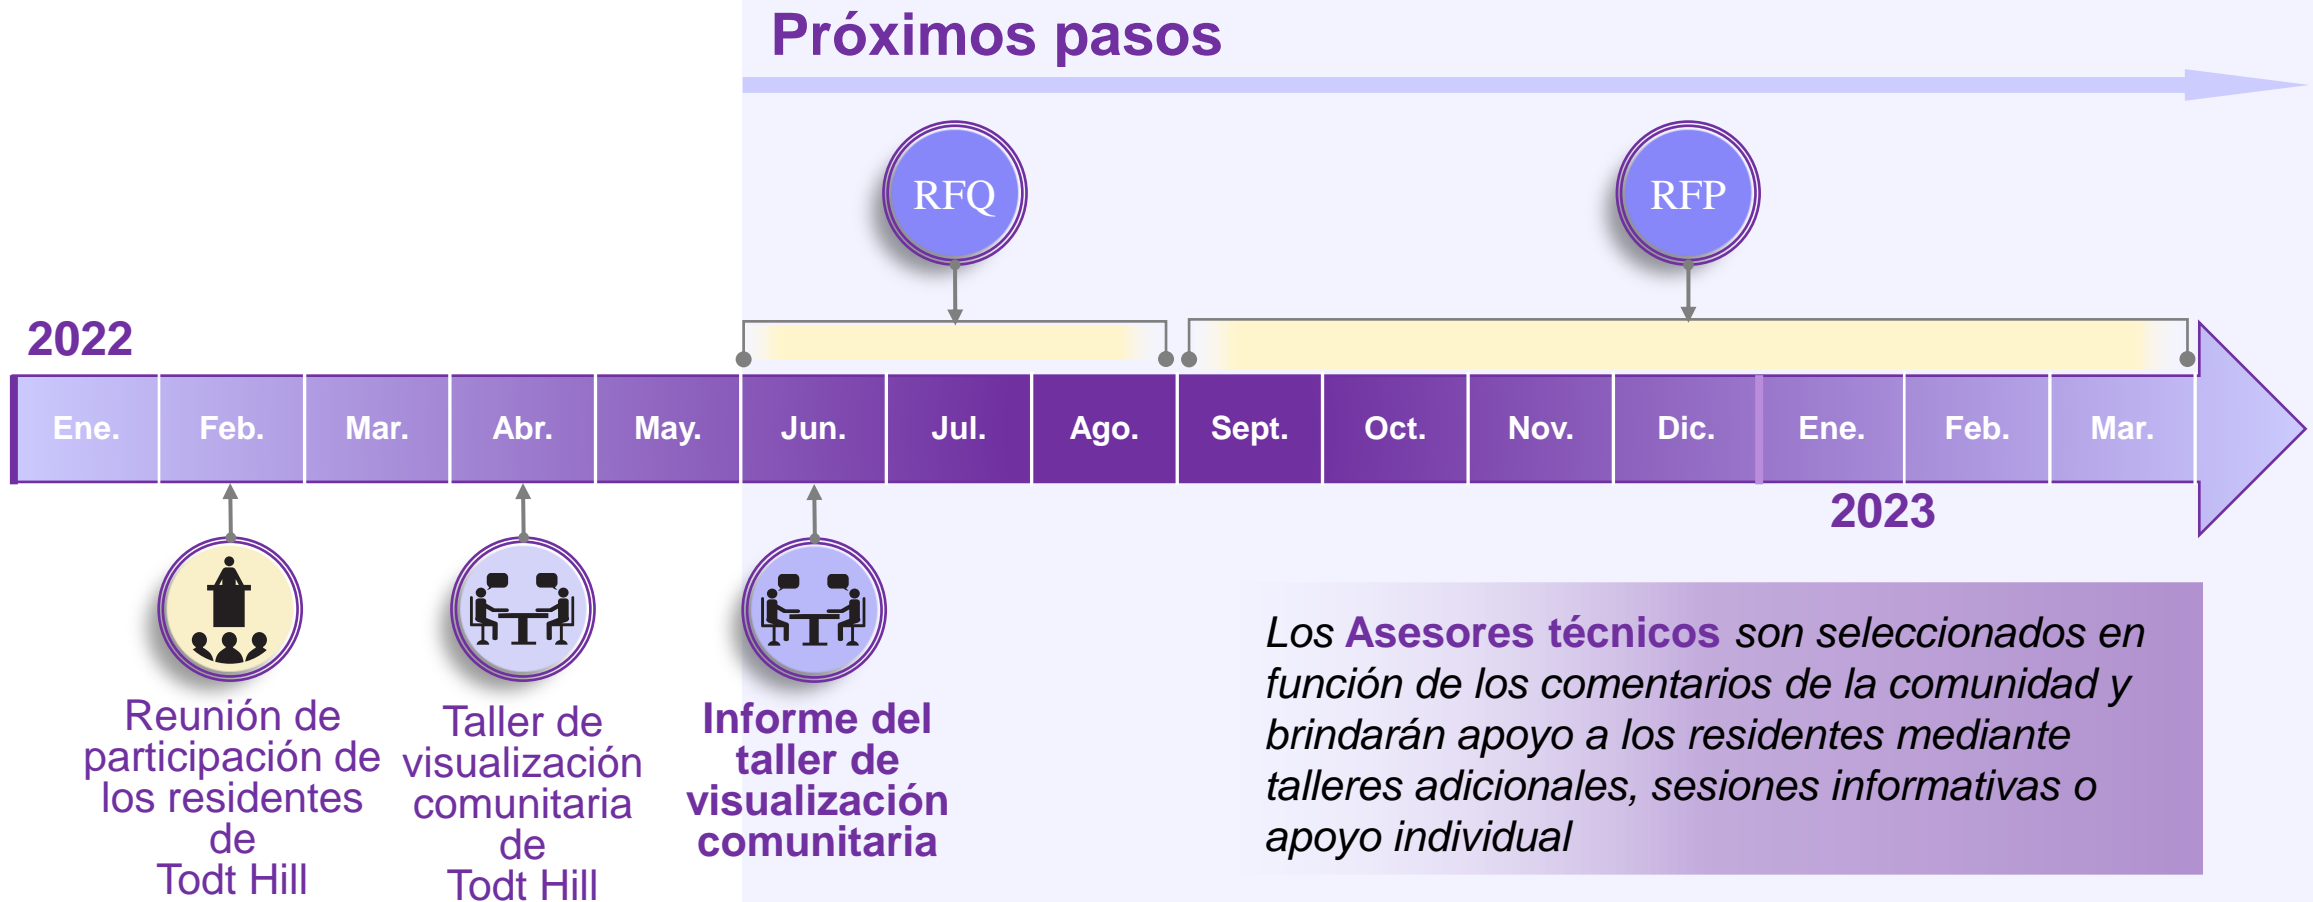 Próximos pasos
RFQ
RFP
2022
Ene.
Feb.
Mar.
Abr.
May.
Jun.
Jul.
Ago.
Sept.
Oct.
Nov.
Dic.
Ene.
Feb.
Mar.
2023
Reunión de
participación de
los residentes
de
Todt Hill
Taller de
visualización
comunitaria
de
Todt Hill
Informe del
taller de
visualización
comunitaria
Los Asesores técnicos son seleccionados en
función de los comentarios de la comunidad y
brindarán apoyo a los residentes mediante
talleres adicionales, sesiones informativas o
apoyo individual